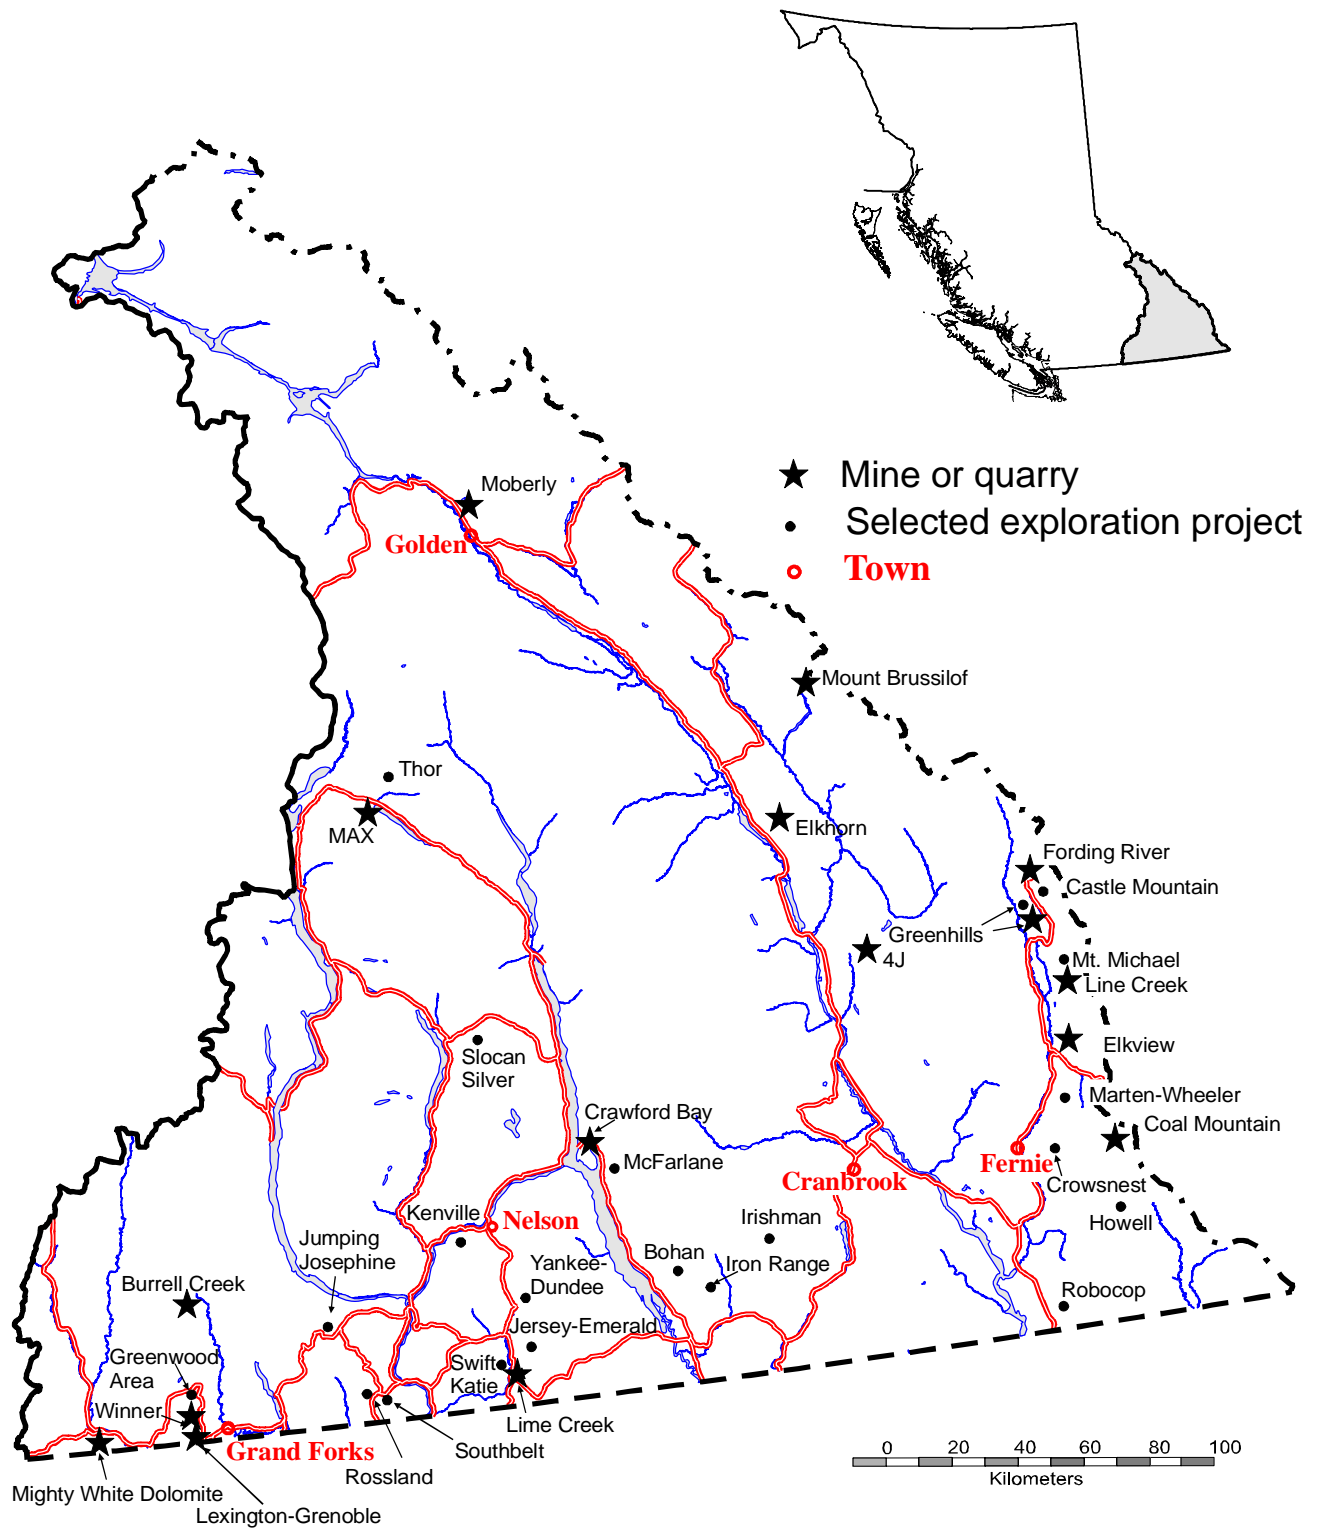 Mine or quarry
Selected exploration project
Town
Moberly
Golden
Mount Brussilof
Thor
MAX
Elkhorn
Fording River
Castle Mountain
Greenhills
4J
Mt. Michael
Line Creek
Slocan
Silver
Elkview
Marten-Wheeler
Crawford Bay
Coal Mountain
McFarlane
Fernie
Cranbrook
Crowsnest
Kenville
Nelson
Irishman
Howell
Jumping
Josephine
Yankee-
Dundee
Bohan
Iron Range
Burrell Creek
Robocop
Jersey-Emerald
Greenwood
Area
Swift
Katie
Winner
Lime Creek
Grand Forks
Southbelt
Rossland
Mighty White Dolomite
Lexington-Grenoble
0 20 40 60 80 100
Kilometers